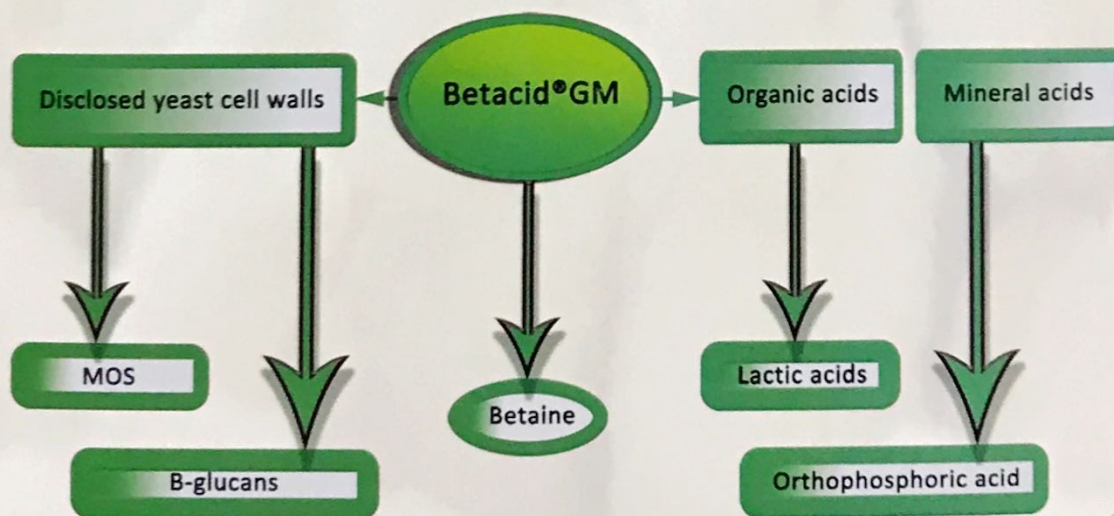 Disclosed yeast cell walls
Betacid®GM
Organic acids
Mineral acids
MOS
Betaine
Lactic acids
B-glucans
Orthophosphoric acid